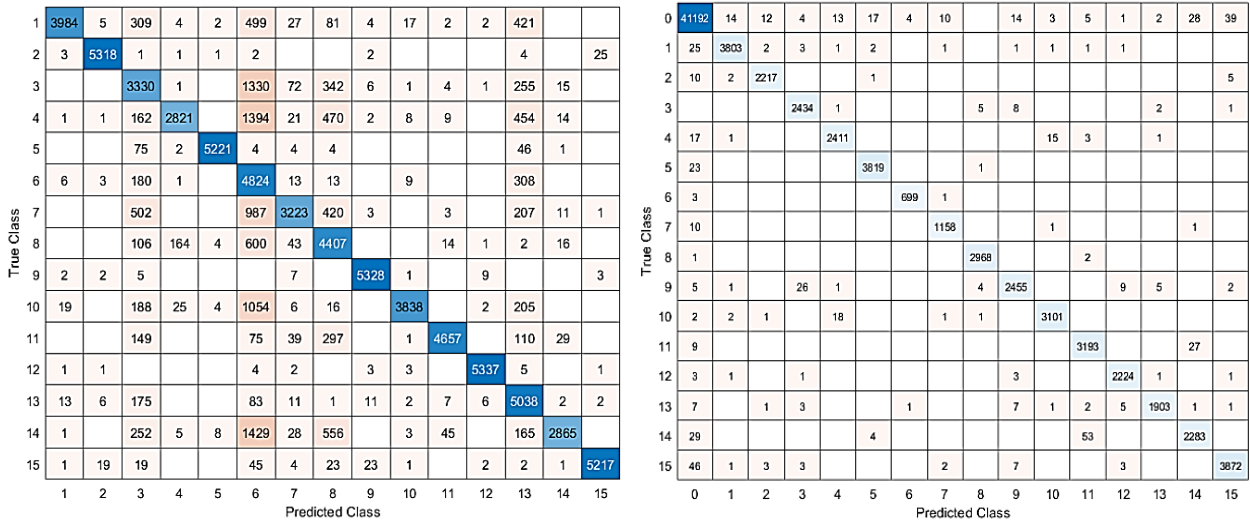 1 3984 5 309 4 2 499 27 81 4 17 2 2 421
2 3 5318 1 1 1 2 2 4 25
3 3330 1 1330 72 342 6 1 4 1 255 15
4 1 1 162 2821 1394 21 470 2 8 9 454 14
5 75 2 5221 4 4 4 46 1
6 6 3 180 1 4824 13 13 9 308
7 502 987 3223 420 3 3 207 11 1
8 106 164 4 600 43 4407 14 1 2 16
9 2 2 5 7 5328 1 9 3
10 19 188 25 4 1054 6 16 3838 2 205
11 149 75 39 297 1 4657 110 29
12 1 1 4 2 3 3 5337 5 1
13 13 6 175 83 11 1 11 2 7 6 5038 2 2
14 1 252 5 8 1429 28 556 3 45 165 2865
15 1 19 19 45 4 23 23 1 2 2 1 5217
1 2 3 4 5 6 7 8 9 10 11 12 13 14 15
Predicted Class
True Class
0 41192 14 12 4 13 17 4 10 14 3 5 1 2 28 39
1 25 3803 2 3 1 2 1 1 1 1 1
2 10 2 2217 1 5
3 2434 1 5 8 2 1
4 17 1 2411 15 3 1
5 23 3819 1
6 3 699 1
7 10 1158 1 1
8 1 2968 2
9 5 1 26 1 4 2455 9 5 2
10 2 2 1 18 1 1 3101
11 9 3193 27
12 3 1 1 3 2224 1 1
13 7 1 3 1 7 1 2 5 1903 1 1
14 29 4 53 2283
15 46 1 3 3 2 7 3 3872
0 1 2 3 4 5 6 7 8 9 10 11 12 13 14 15
Predicted Class
True Class